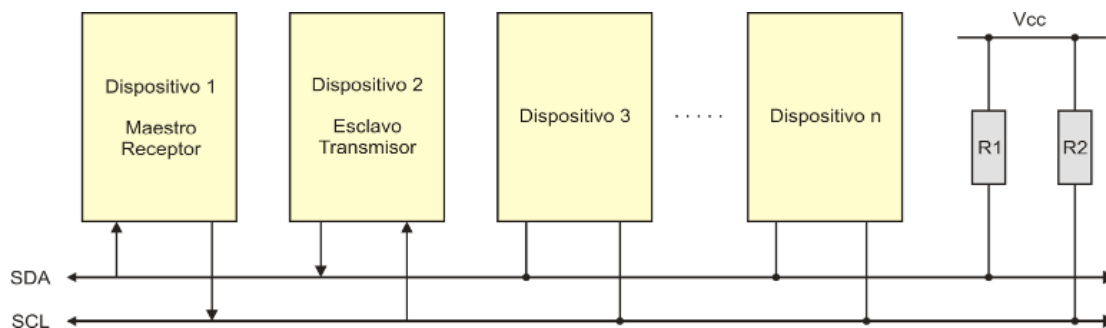 Vcc
Dispositivo 1
Maestro
Receptor
Dispositivo 2
Esclavo
Transmisor
Dispositivo 3
. . . . .
Dispositivo n
R1
R2
SDA
SCL